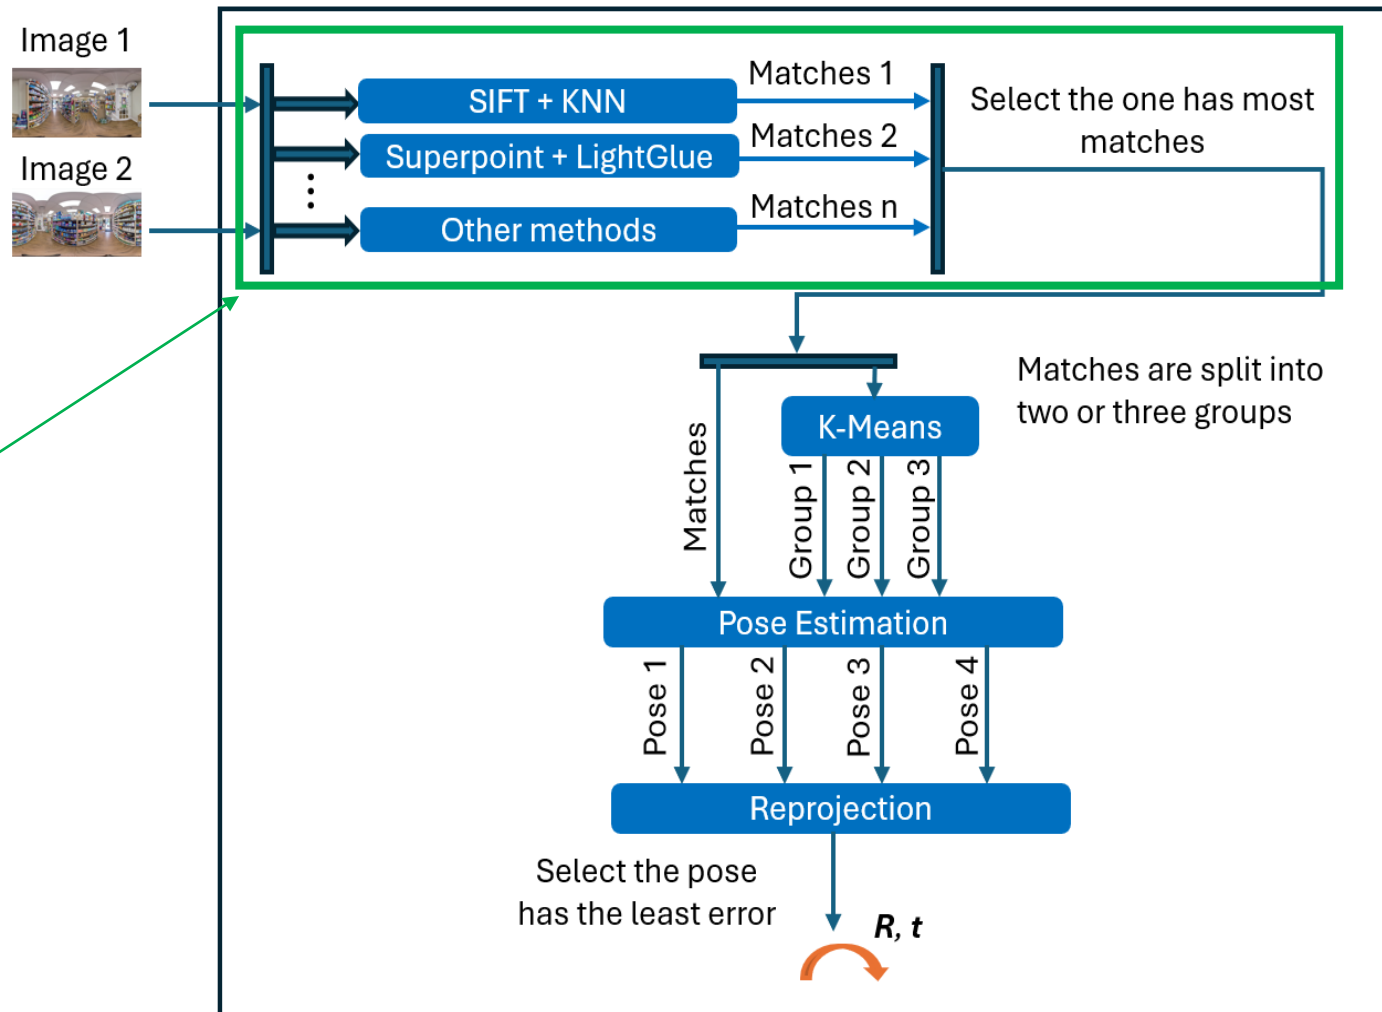 Image 1
Image 2
SIFT + KNN
Superpoint + LightGlue
Other methods
Matches 1
Matches 2
Matches n
Select the one has most
matches
Matches are split into
two or three groups
K-Means
Matches
Group 1
Group 2
Group 3
Pose Estimation
Pose 1
Pose 2
Pose 3
Pose 4
Reprojection
Select the pose
has the least error
R, t